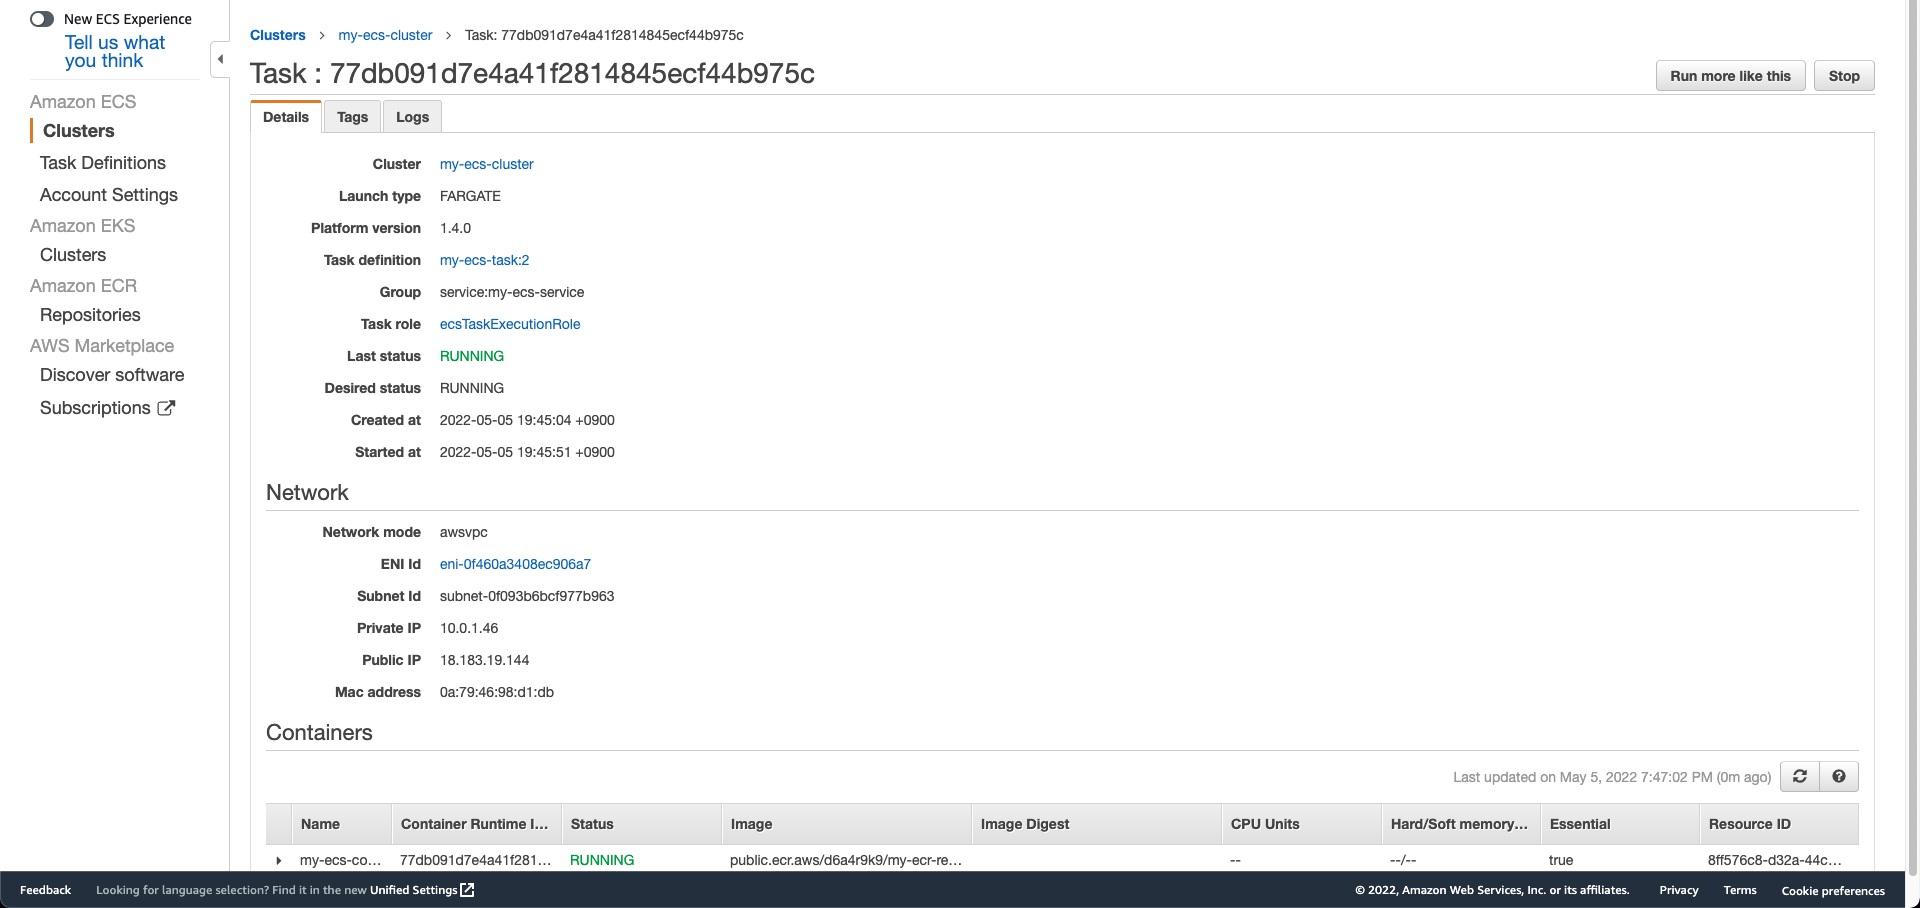 New ECS Experience
Tell us what
you think
Amazon ECS
Clusters
Task Definitions
Account Settings
Amazon EKS
Clusters
Amazon ECR
Repositories
AWS Marketplace
Discover software
Subscriptions
Clusters > my-ecs-cluster > Task: 77db091d7e4a41f2814845ecf44b975c
Task : 77db091d7e4a41f2814845ecf44b975c
Run more like this Stop
Details Tags Logs
Cluster my-ecs-cluster
Launch type FARGATE
Platform version 1.4.0
Task definition my-ecs-task:2
Group service:my-ecs-service
Task role ecsTaskExecutionRole
Last status RUNNING
Desired status RUNNING
Created at 2022-05-05 19:45:04 +0900
Started at 2022-05-05 19:45:51 +0900
Network
Network mode awsvpc
ENI Id eni-0f460a3408ec906a7
Subnet Id subnet-0f093b6bcf977b963
Private IP 10.0.1.46
Public IP 18.183.19.144
Mac address 0a:79:46:98:d1:db
Containers
Last updated on May 5, 2022 7:47:02 PM (0m ago)
Name Container Runtime I... Status Image Image Digest CPU Units Hard/Soft memory... Essential Resource ID
my-ecs-co... 77db091d7e4a41f281... RUNNING public.ecr.aws/d6a4r9k9/my-ecr-re... -- --/-- true 8ff576c8-d32a-44c...
Feedback Looking for language selection? Find it in the new Unified Settings © 2022, Amazon Web Services, Inc. or its affiliates. Privacy Terms Cookie preferences